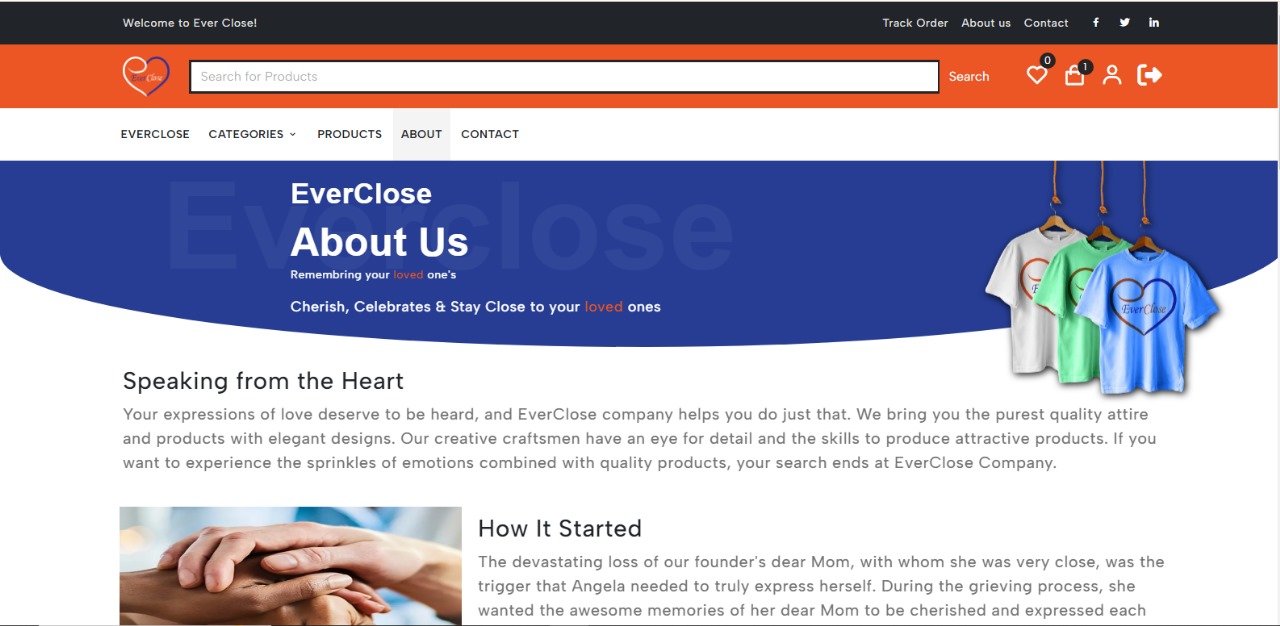 Welcome to Ever Close!
Track Order About us Contact
EverClose
Search for Products
Search
0
1
EVERCLOSE CATEGORIES PRODUCTS ABOUT CONTACT
Everclose
EverClose
About Us
Remembring your loved one's
Cherish, Celebrates & Stay Close to your loved ones
EverClose
Speaking from the Heart
Your expressions of love deserve to be heard, and EverClose company helps you do just that. We bring you the purest quality attire
and products with elegant designs. Our creative craftsmen have an eye for detail and the skills to produce attractive products. If you
want to experience the sprinkles of emotions combined with quality products, your search ends at EverClose Company.
How It Started
The devastating loss of our founder's dear Mom, with whom she was very close, was the
trigger that Angela needed to truly express herself. During the grieving process, she
wanted the awesome memories of her dear Mom to be cherished and expressed each